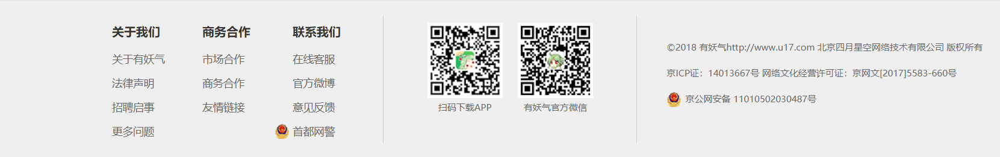 关于我们
关于有妖气
法律声明
招聘启事
更多问题
商务合作
市场合作
商务合作
友情链接
联系我们
在线客服
官方微博
意见反馈
首都网警
扫码下载APP
有妖气官方微信
©2018 有妖气http://www.u17.com 北京四月星空网络技术有限公司 版权所有
京ICP证：14013667号 网络文化经营许可证：京网文[2017]5583-660号
京公网安备 11010502030487号